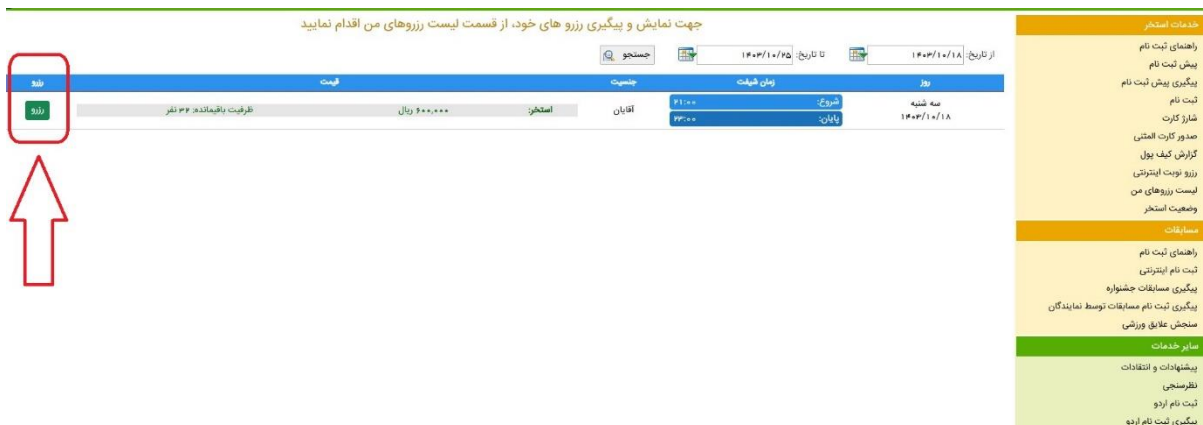 جهت نمایش و پیگیری رزرو های خود، از قسمت لیست رزروهای من اقدام نمایید
از تاریخ: ۱۴۰۳/۱۰/۱۸ تا تاریخ: ۱۴۰۳/۱۰/۲۵ جستجو
روز زمان شیفت جنسیت قیمت رزرو
سه شنبه شروع: ۲۱:۰۰ آقایان استخر: ۶۰۰,۰۰۰ ریال ظرفیت باقیمانده: ۳۲ نفر رزرو
۱۴۰۳/۱۰/۱۸ پایان: ۲۳:۰۰
خدمات استخر
راهنمای ثبت نام
پیش ثبت نام
پیگیری پیش ثبت نام
ثبت نام
شارژ کارت
صدور کارت المثنی
گزارش کیف پول
رزرو نوبت اینترنتی
لیست رزروهای من
وضعیت استخر
مسابقات
راهنمای ثبت نام
ثبت نام اینترنتی
پیگیری مسابقات جشنواره
پیگیری ثبت نام مسابقات توسط نمایندگان
سنجش علایق ورزشی
سایر خدمات
پیشنهادات و انتقادات
نظرسنجی
ثبت نام اردو
پیگیری ثبت نام اردو